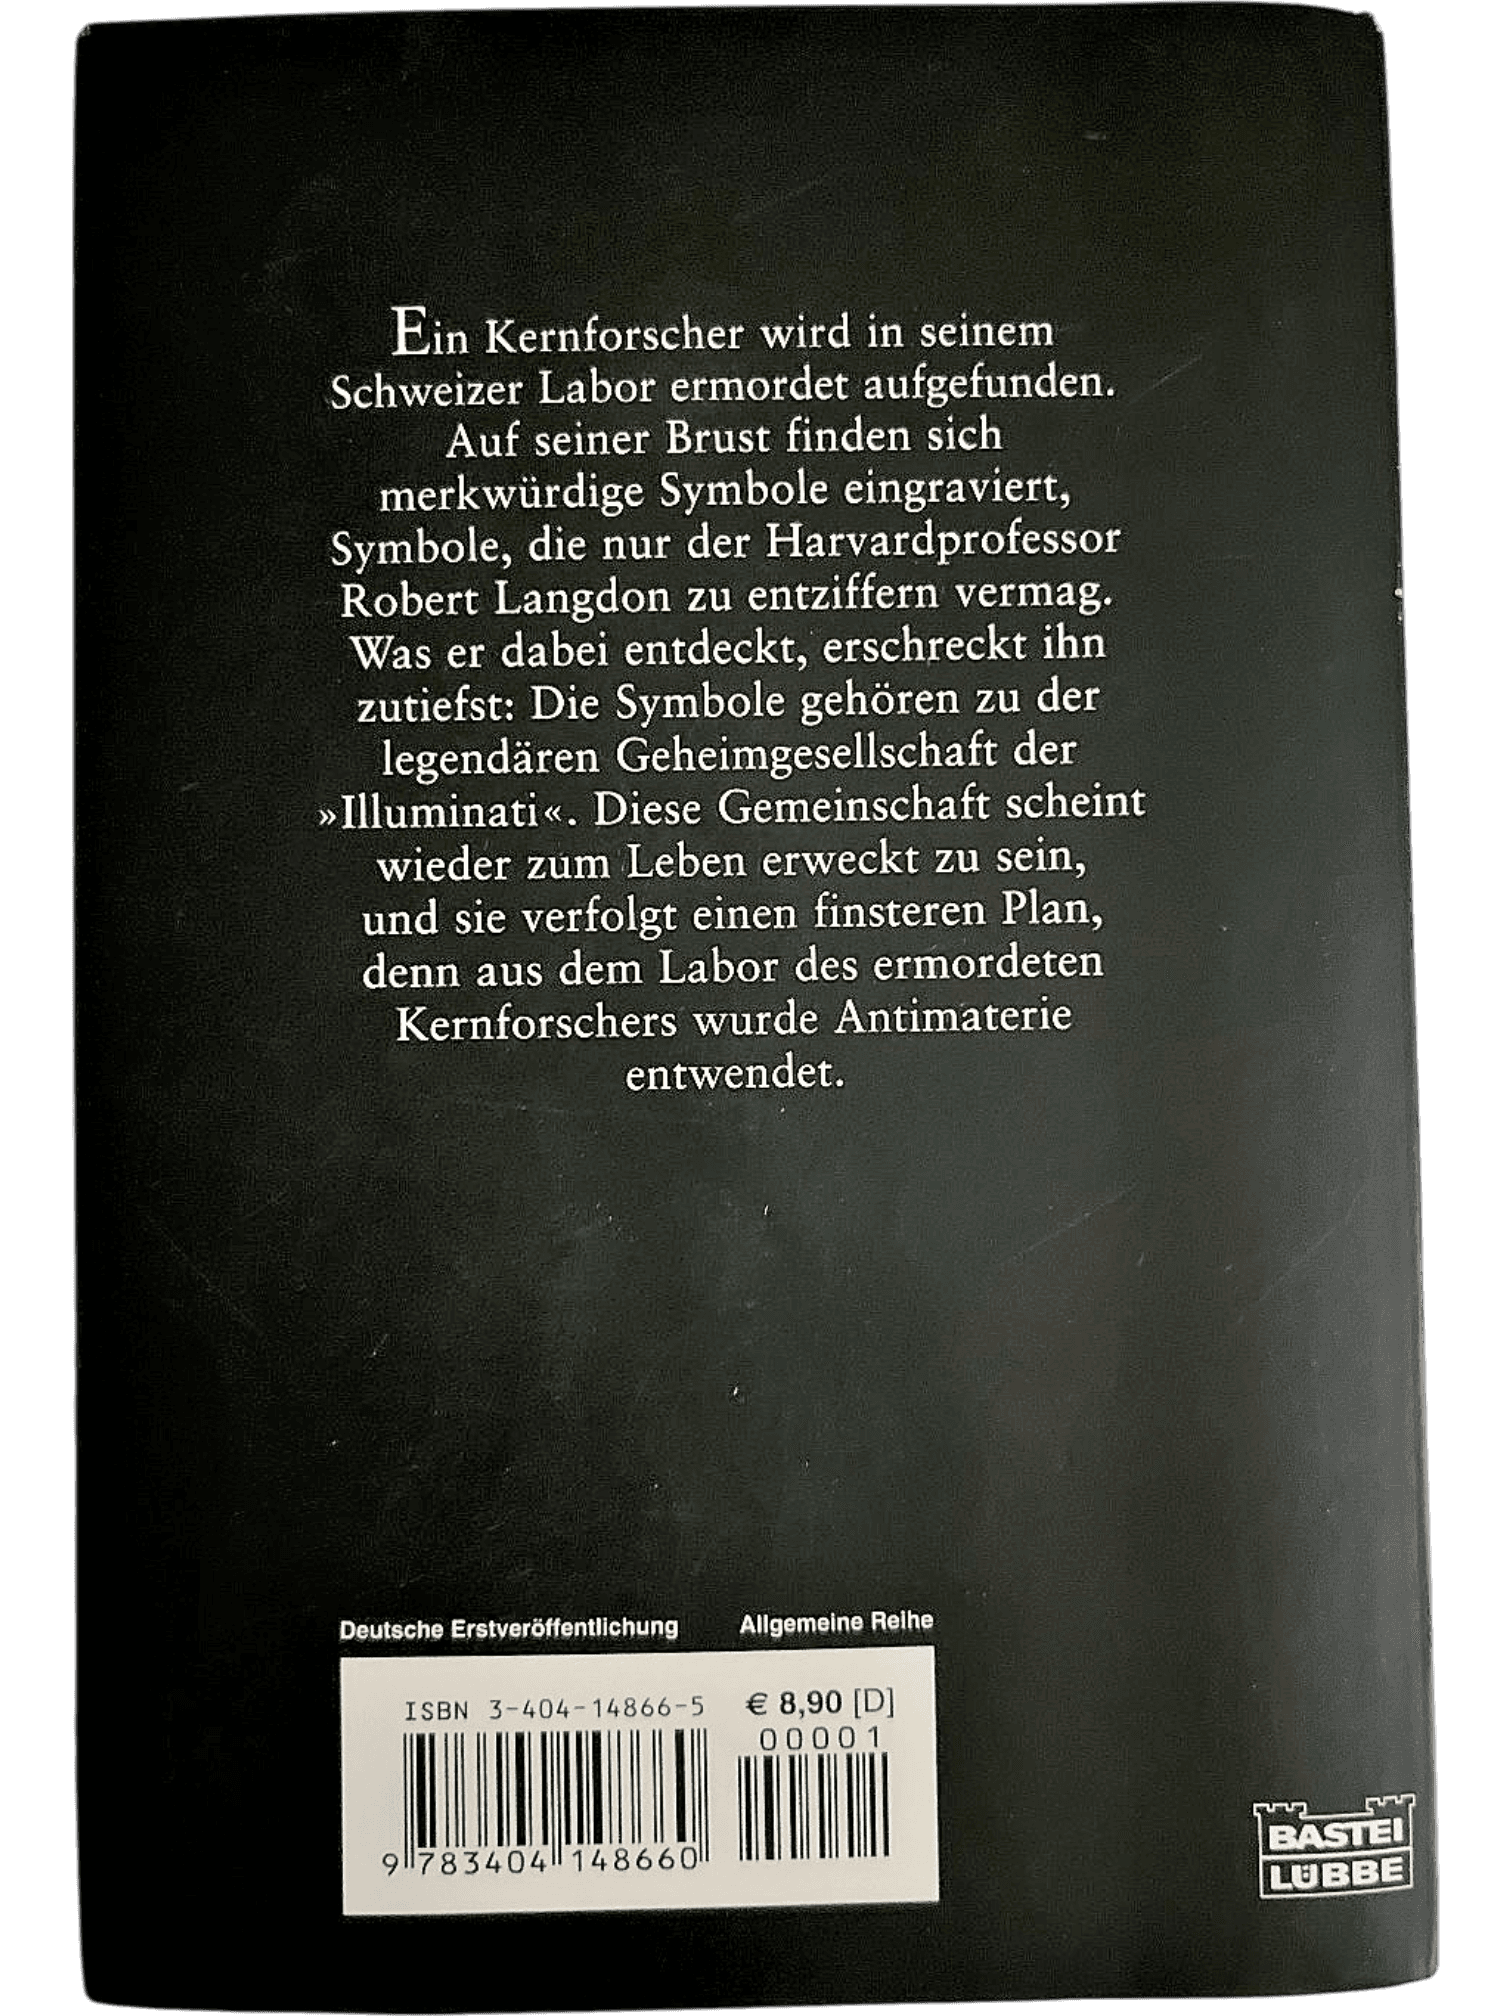 Ein Kernforscher wird in seinem
Schweizer Labor ermordet aufgefunden.
Auf seiner Brust finden sich
merkwürdige Symbole eingraviert,
Symbole, die nur der Harvardprofessor
Robert Langdon zu entziffern vermag.
Was er dabei entdeckt, erschreckt ihn
zutiefst: Die Symbole gehören zu der
legendären Geheimgesellschaft der
»Illuminati«. Diese Gemeinschaft scheint
wieder zum Leben erweckt zu sein,
und sie verfolgt einen finsteren Plan,
denn aus dem Labor des ermordeten
Kernforschers wurde Antimaterie
entwendet.
Deutsche Erstveröffentlichung Allgemeine Reihe
ISBN 3-404-14866-5 € 8,90 [D]
00001
9 783404 148660
BASTEI
LÜBBE